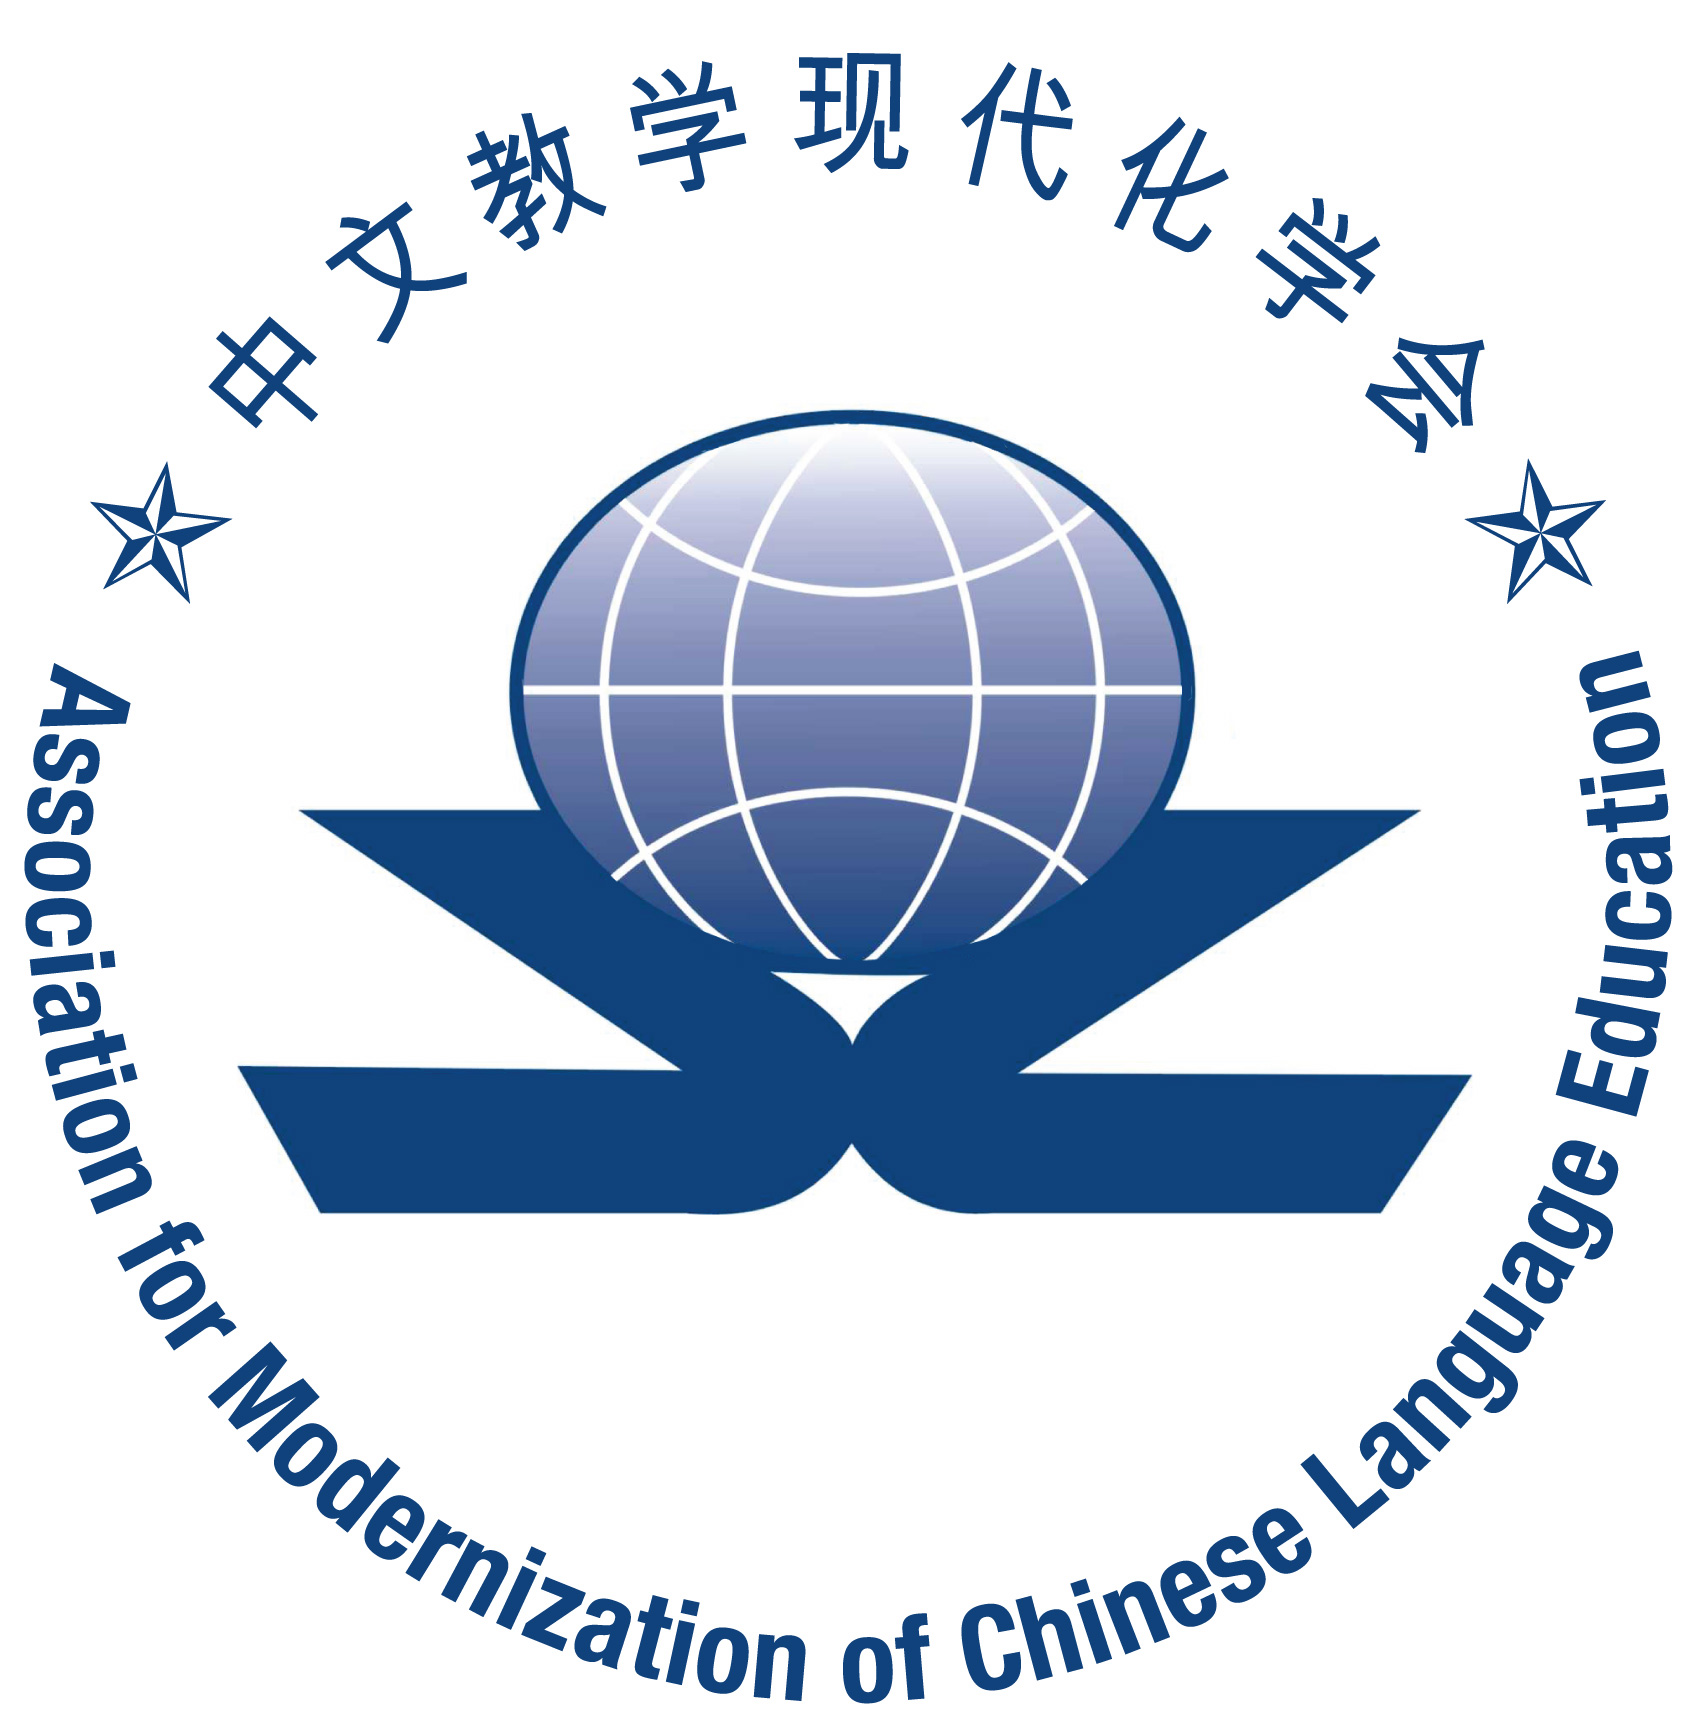 中文教学现代化学会
Association for Modernization of Chinese Language Education